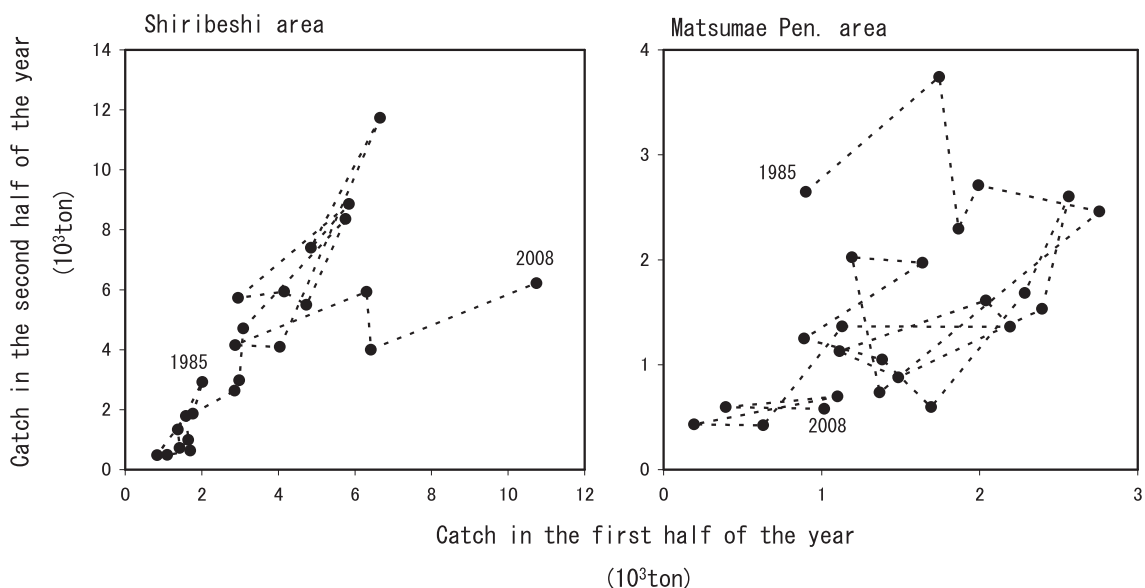 Shiribeshi area
Matsumae Pen. area
Catch in the second half of the year
(10³ton)
14
12
10
8
6
4
2
0
1985
2008
0 2 4 6 8 10 12
4
3
2
1
0
1985
2008
0 1 2 3
Catch in the first half of the year
(10³ton)